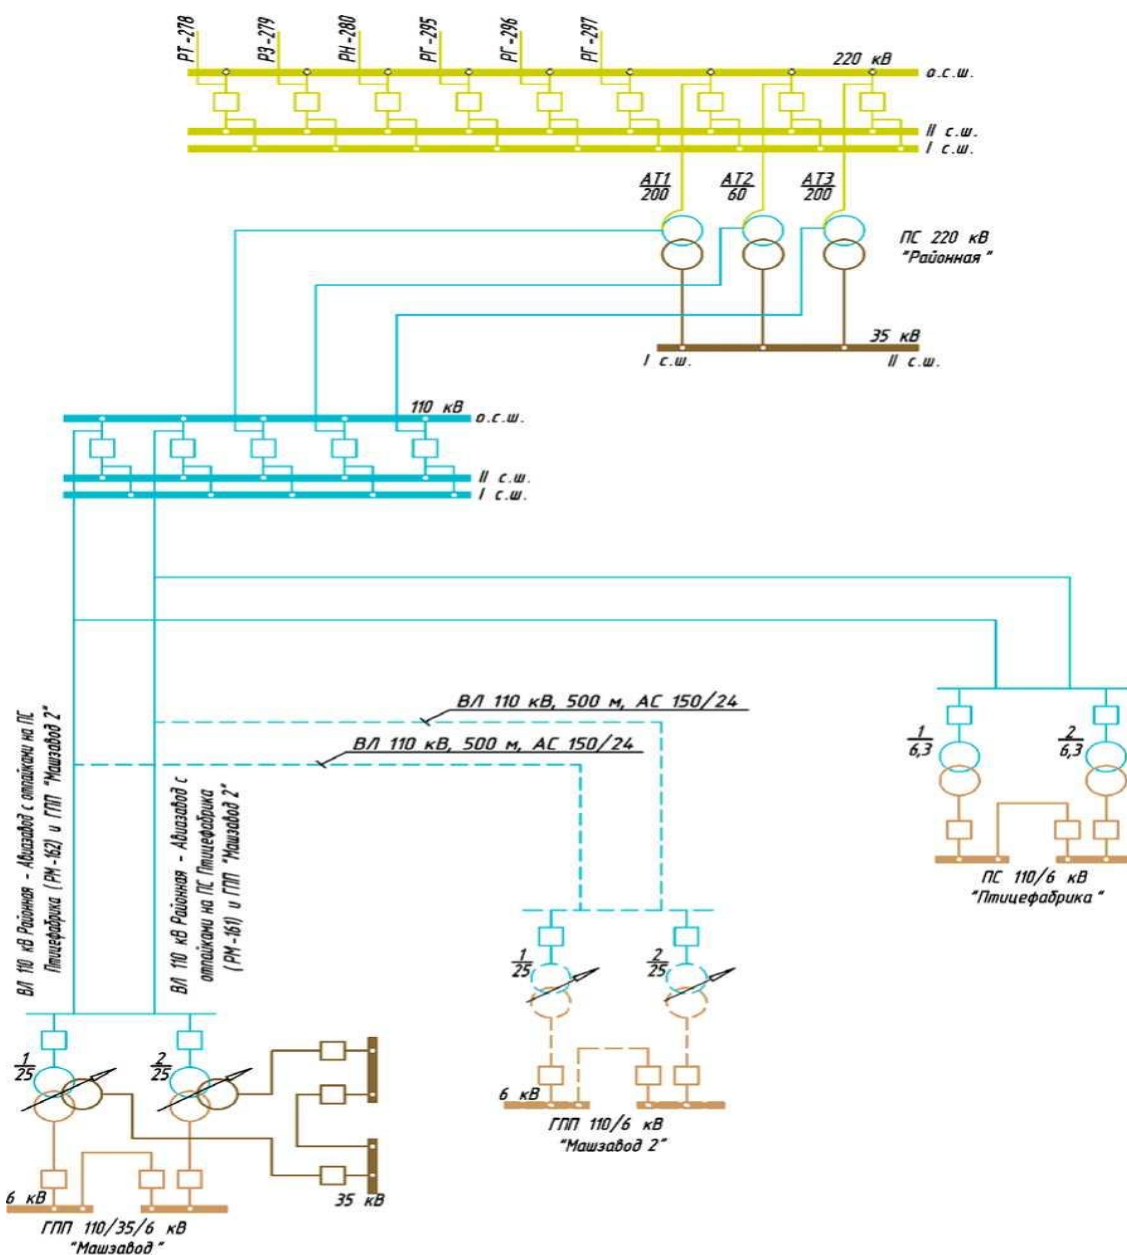 РТ-278
РЗ-279
РН-280
РГ-295
РГ-296
РГ-297
220 кВ
о.с.ш.
II с.ш.
I с.ш.
АТ1
200
АТ2
60
АТ3
200
ПС 220 кВ
"Районная"
35 кВ
I с.ш.
II с.ш.
110 кВ
о.с.ш.
II с.ш.
I с.ш.
ВЛ 110 кВ, 500 м, АС 150/24
ВЛ 110 кВ, 500 м, АС 150/24
ВЛ 110 кВ Районная - Авиазавод с отпайками на ПС
Птицефабрика (РМ-162) и ГПП "Машзавод 2"
ВЛ 110 кВ Районная - Авиазавод с
отпайками на ПС Птицефабрика
(РМ-161) и ГПП "Машзавод 2"
1
6,3
2
6,3
ПС 110/6 кВ
"Птицефабрика"
1
25
2
25
6 кВ
ГПП 110/6 кВ
"Машзавод 2"
1
25
2
25
6 кВ
35 кВ
ГПП 110/35/6 кВ
"Машзавод"